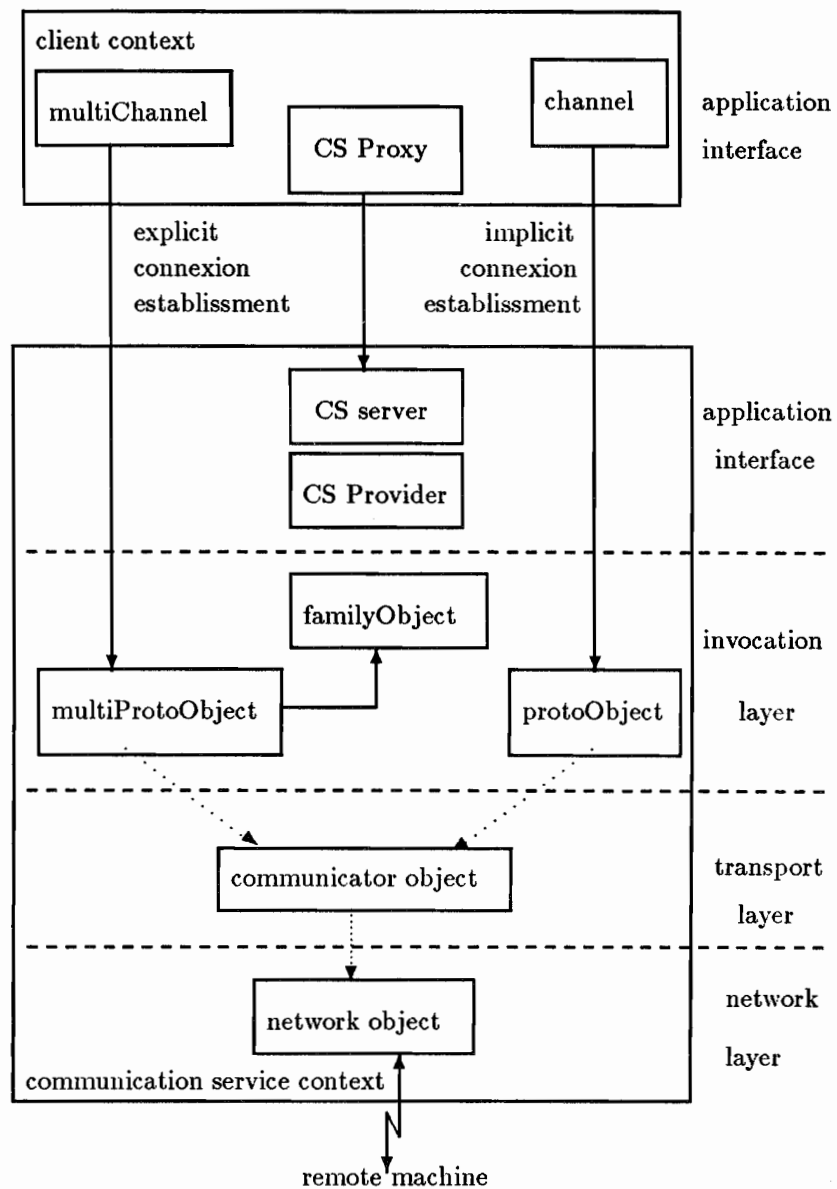 client context
multiChannel
CS Proxy
channel
application
interface
explicit
connexion
establissment
implicit
connexion
establissment
CS server
CS Provider
application
interface
familyObject
multiProtoObject
protoObject
invocation
layer
communicator object
transport
layer
network object
network
layer
communication service context
remote machine